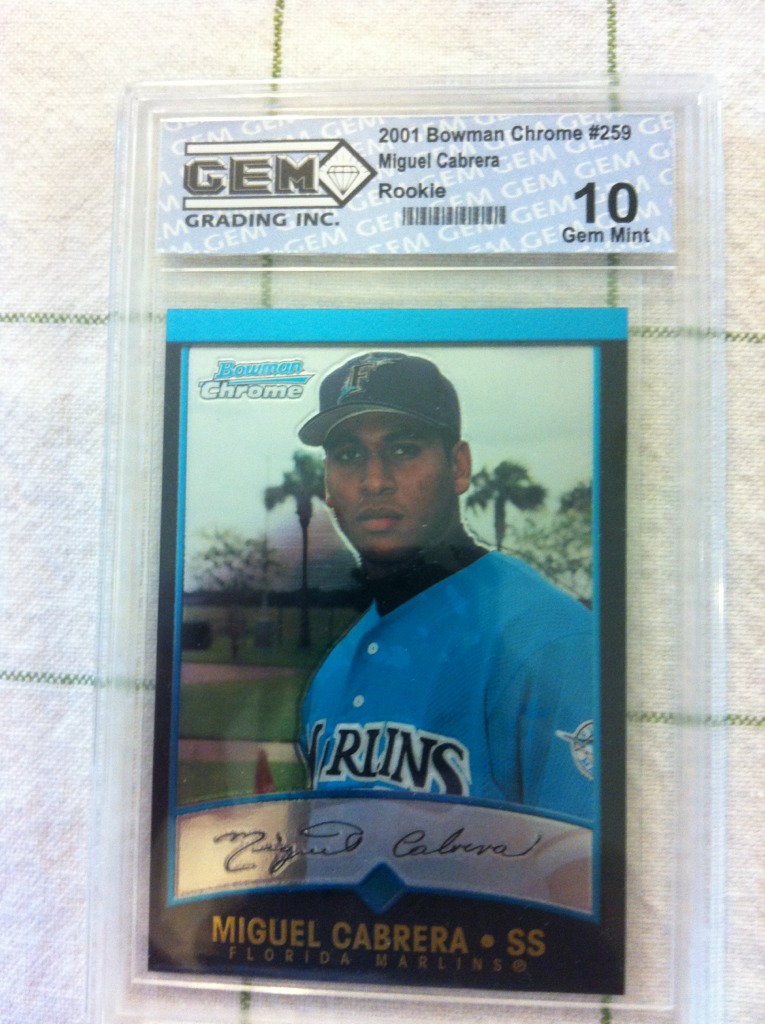 2001 Bowman Chrome #259
GEM Miguel Cabrera
Rookie
GRADING INC.
10
Gem Mint
Bowman
Chrome
F
MARLINS
Miguel Cabrera
MIGUEL CABRERA • SS
FLORIDA MARLINS®